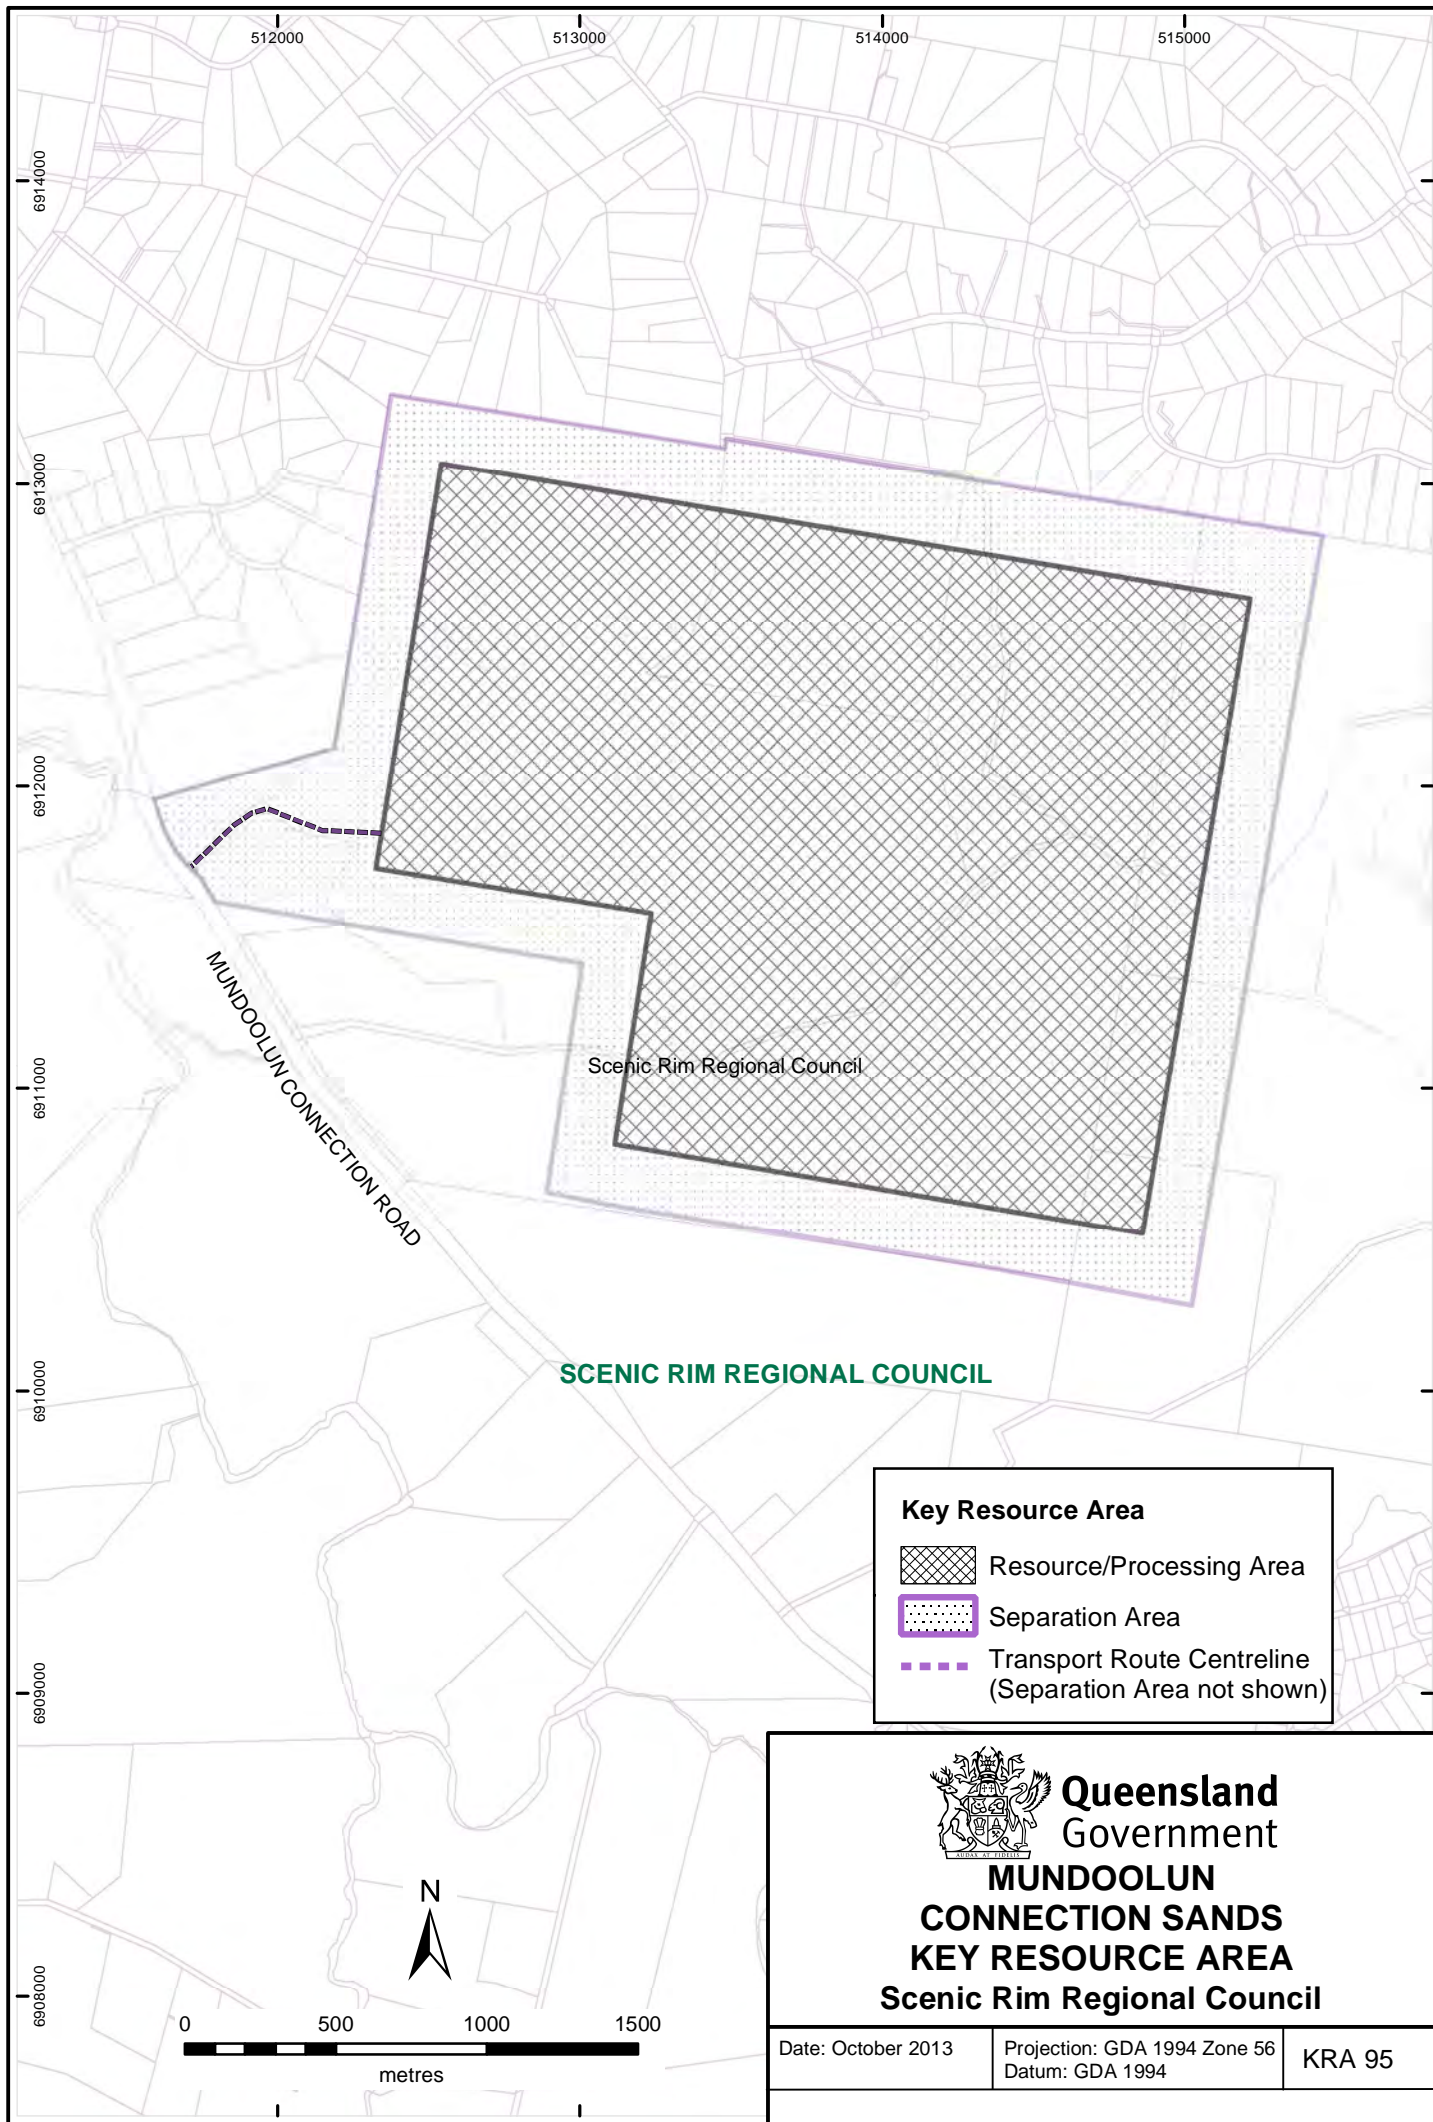 512000
513000
514000
515000
6914000
6913000
6912000
6911000
6910000
6909000
6908000
MUNDOOLUN CONNECTION ROAD
Scenic Rim Regional Council
SCENIC RIM REGIONAL COUNCIL
Key Resource Area
Resource/Processing Area
Separation Area
Transport Route Centreline
(Separation Area not shown)
N
0 500 1000 1500
metres
AUDAX AT FIDELIS
Queensland
Government
MUNDOOLUN
CONNECTION SANDS
KEY RESOURCE AREA
Scenic Rim Regional Council
Date: October 2013
Projection: GDA 1994 Zone 56
Datum: GDA 1994
KRA 95